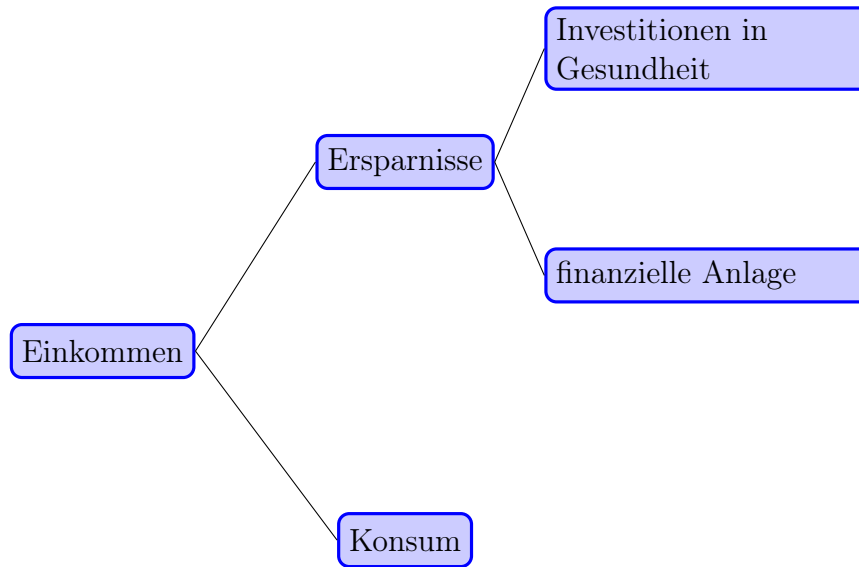 Investitionen in
Gesundheit
Ersparnisse
finanzielle Anlage
Einkommen
Konsum